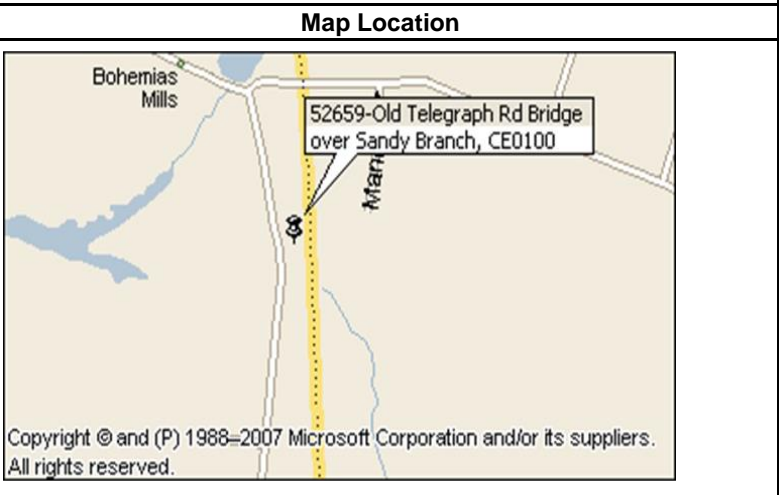 Map Location
Bohemias
Mills
52659-Old Telegraph Rd Bridge
over Sandy Branch, CE0100
Copyright © and (P) 1988–2007 Microsoft Corporation and/or its suppliers.
All rights reserved.